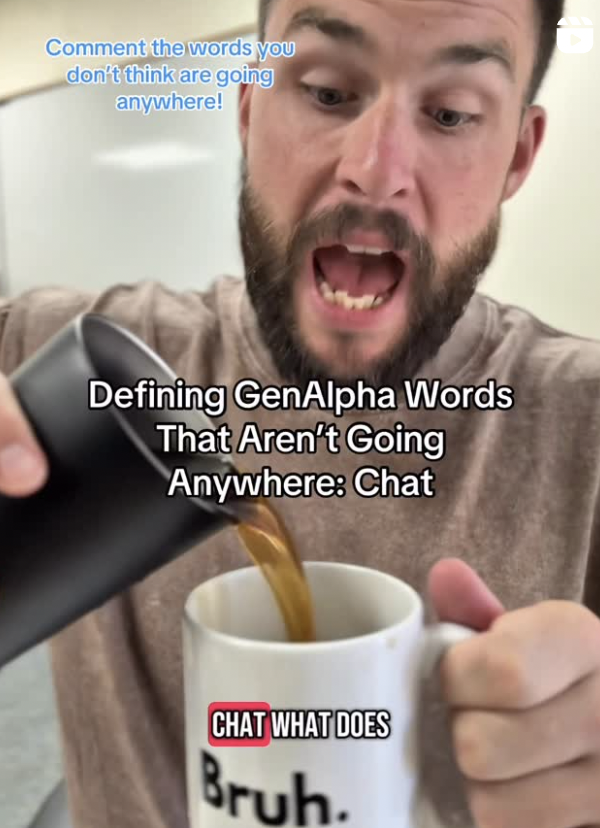 Comment the words you
don't think are going
anywhere!
Defining GenAlpha Words
That Aren't Going
Anywhere: Chat
CHAT WHAT DOES
Bruh.